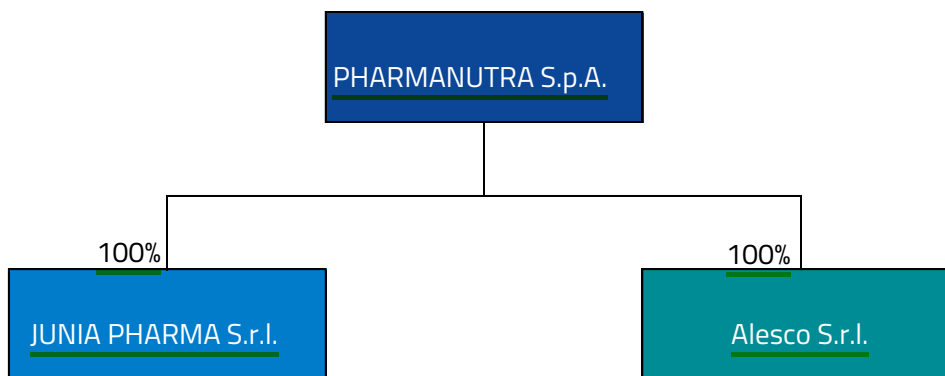 PHARMANUTRA S.p.A.
100%
100%
JUNIA PHARMA S.r.l.
Alesco S.r.l.